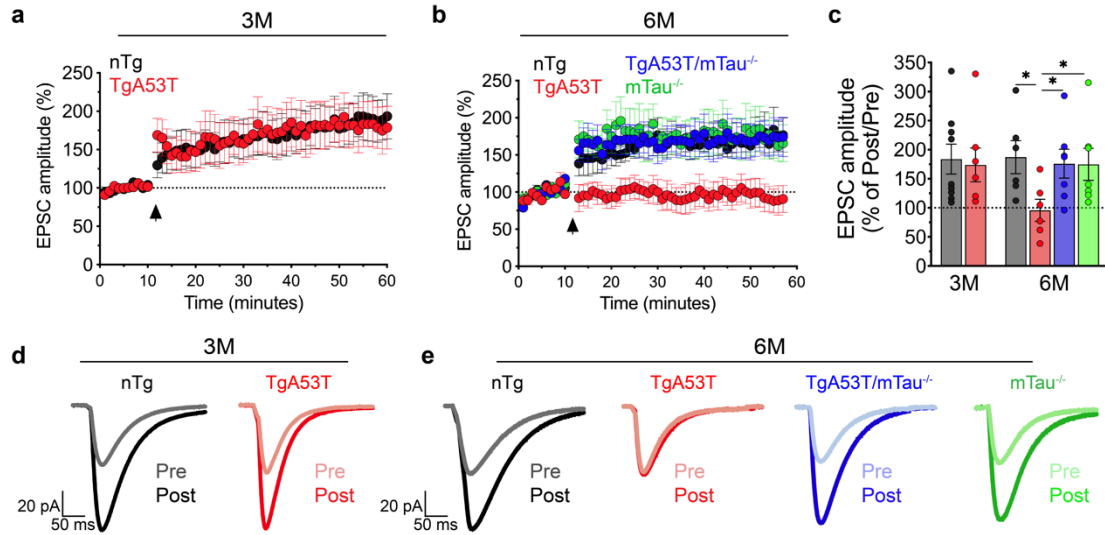 a
3M
EPSC amplitude (%)
250
200
150
100
50
0
nTg
TgA53T
0 10 20 30 40 50 60
Time (minutes)
b
6M
EPSC amplitude (%)
250
200
150
100
50
0
nTg TgA53T/mTau-/-
TgA53T mTau-/-
0 10 20 30 40 50 60
Time (minutes)
c
EPSC amplitude
(% of Post/Pre)
350
300
250
200
150
100
50
0
* * *
3M 6M
d
3M
nTg TgA53T
Pre Pre
Post Post
20 pA
50 ms
e
6M
nTg TgA53T TgA53T/mTau-/- mTau-/-
Pre Pre Pre Pre
Post Post Post Post
20 pA
50 ms